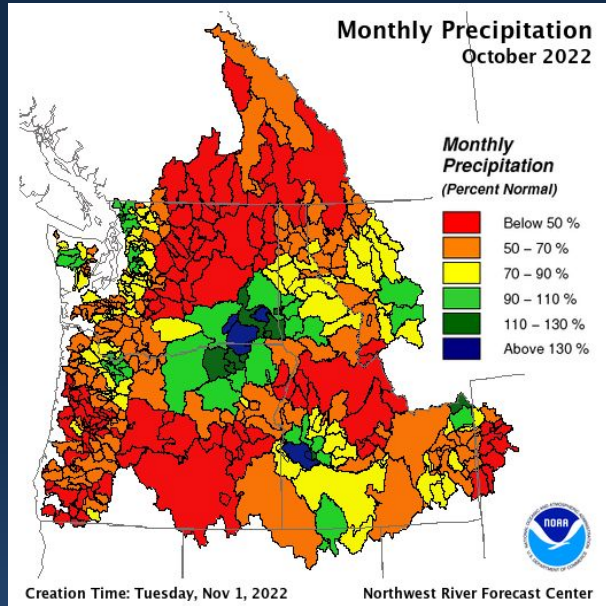 Monthly Precipitation
October 2022
Monthly
Precipitation
(Percent Normal)
Below 50 %
50 – 70 %
70 – 90 %
90 – 110 %
110 – 130 %
Above 130 %
NOAA
Creation Time: Tuesday, Nov 1, 2022
Northwest River Forecast Center